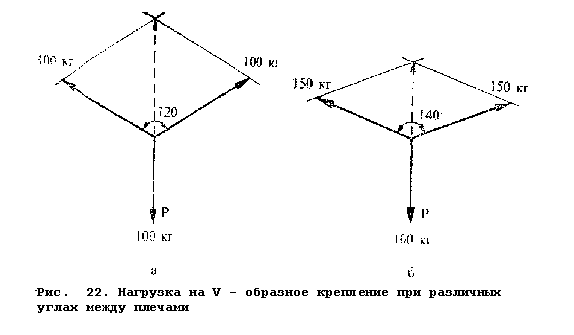 100 кг 100 кг
120
P
100 кг
а
150 кг 150 кг
140
P
100 кг
б
Рис. 22. Нагрузка на V – образное крепление при различных
углах между плечами